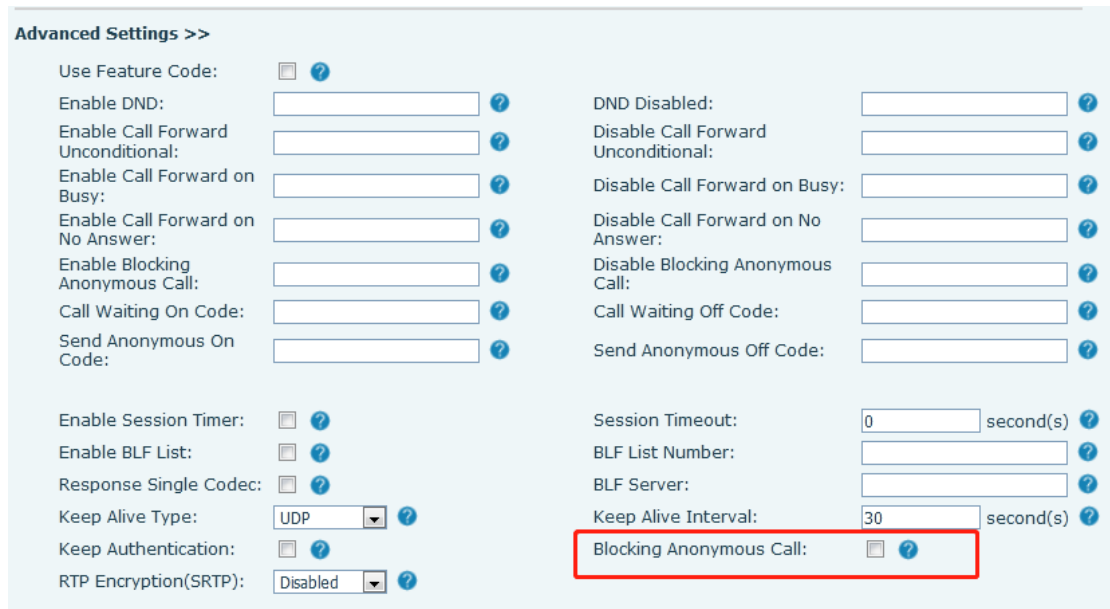 Advanced Settings >>
Use Feature Code: ?
Enable DND: ? DND Disabled: ?
Enable Call Forward
Unconditional: ? Disable Call Forward
Unconditional: ?
Enable Call Forward on
Busy: ? Disable Call Forward on Busy: ?
Enable Call Forward on
No Answer: ? Disable Call Forward on No
Answer: ?
Enable Blocking
Anonymous Call: ? Disable Blocking Anonymous
Call: ?
Call Waiting On Code: ? Call Waiting Off Code: ?
Send Anonymous On
Code: ? Send Anonymous Off Code: ?
Enable Session Timer: ? Session Timeout: 0 second(s) ?
Enable BLF List: ? BLF List Number: ?
Response Single Codec: ? BLF Server: ?
Keep Alive Type: UDP ? Keep Alive Interval: 30 second(s) ?
Keep Authentication: ? Blocking Anonymous Call: ?
RTP Encryption(SRTP): Disabled ?